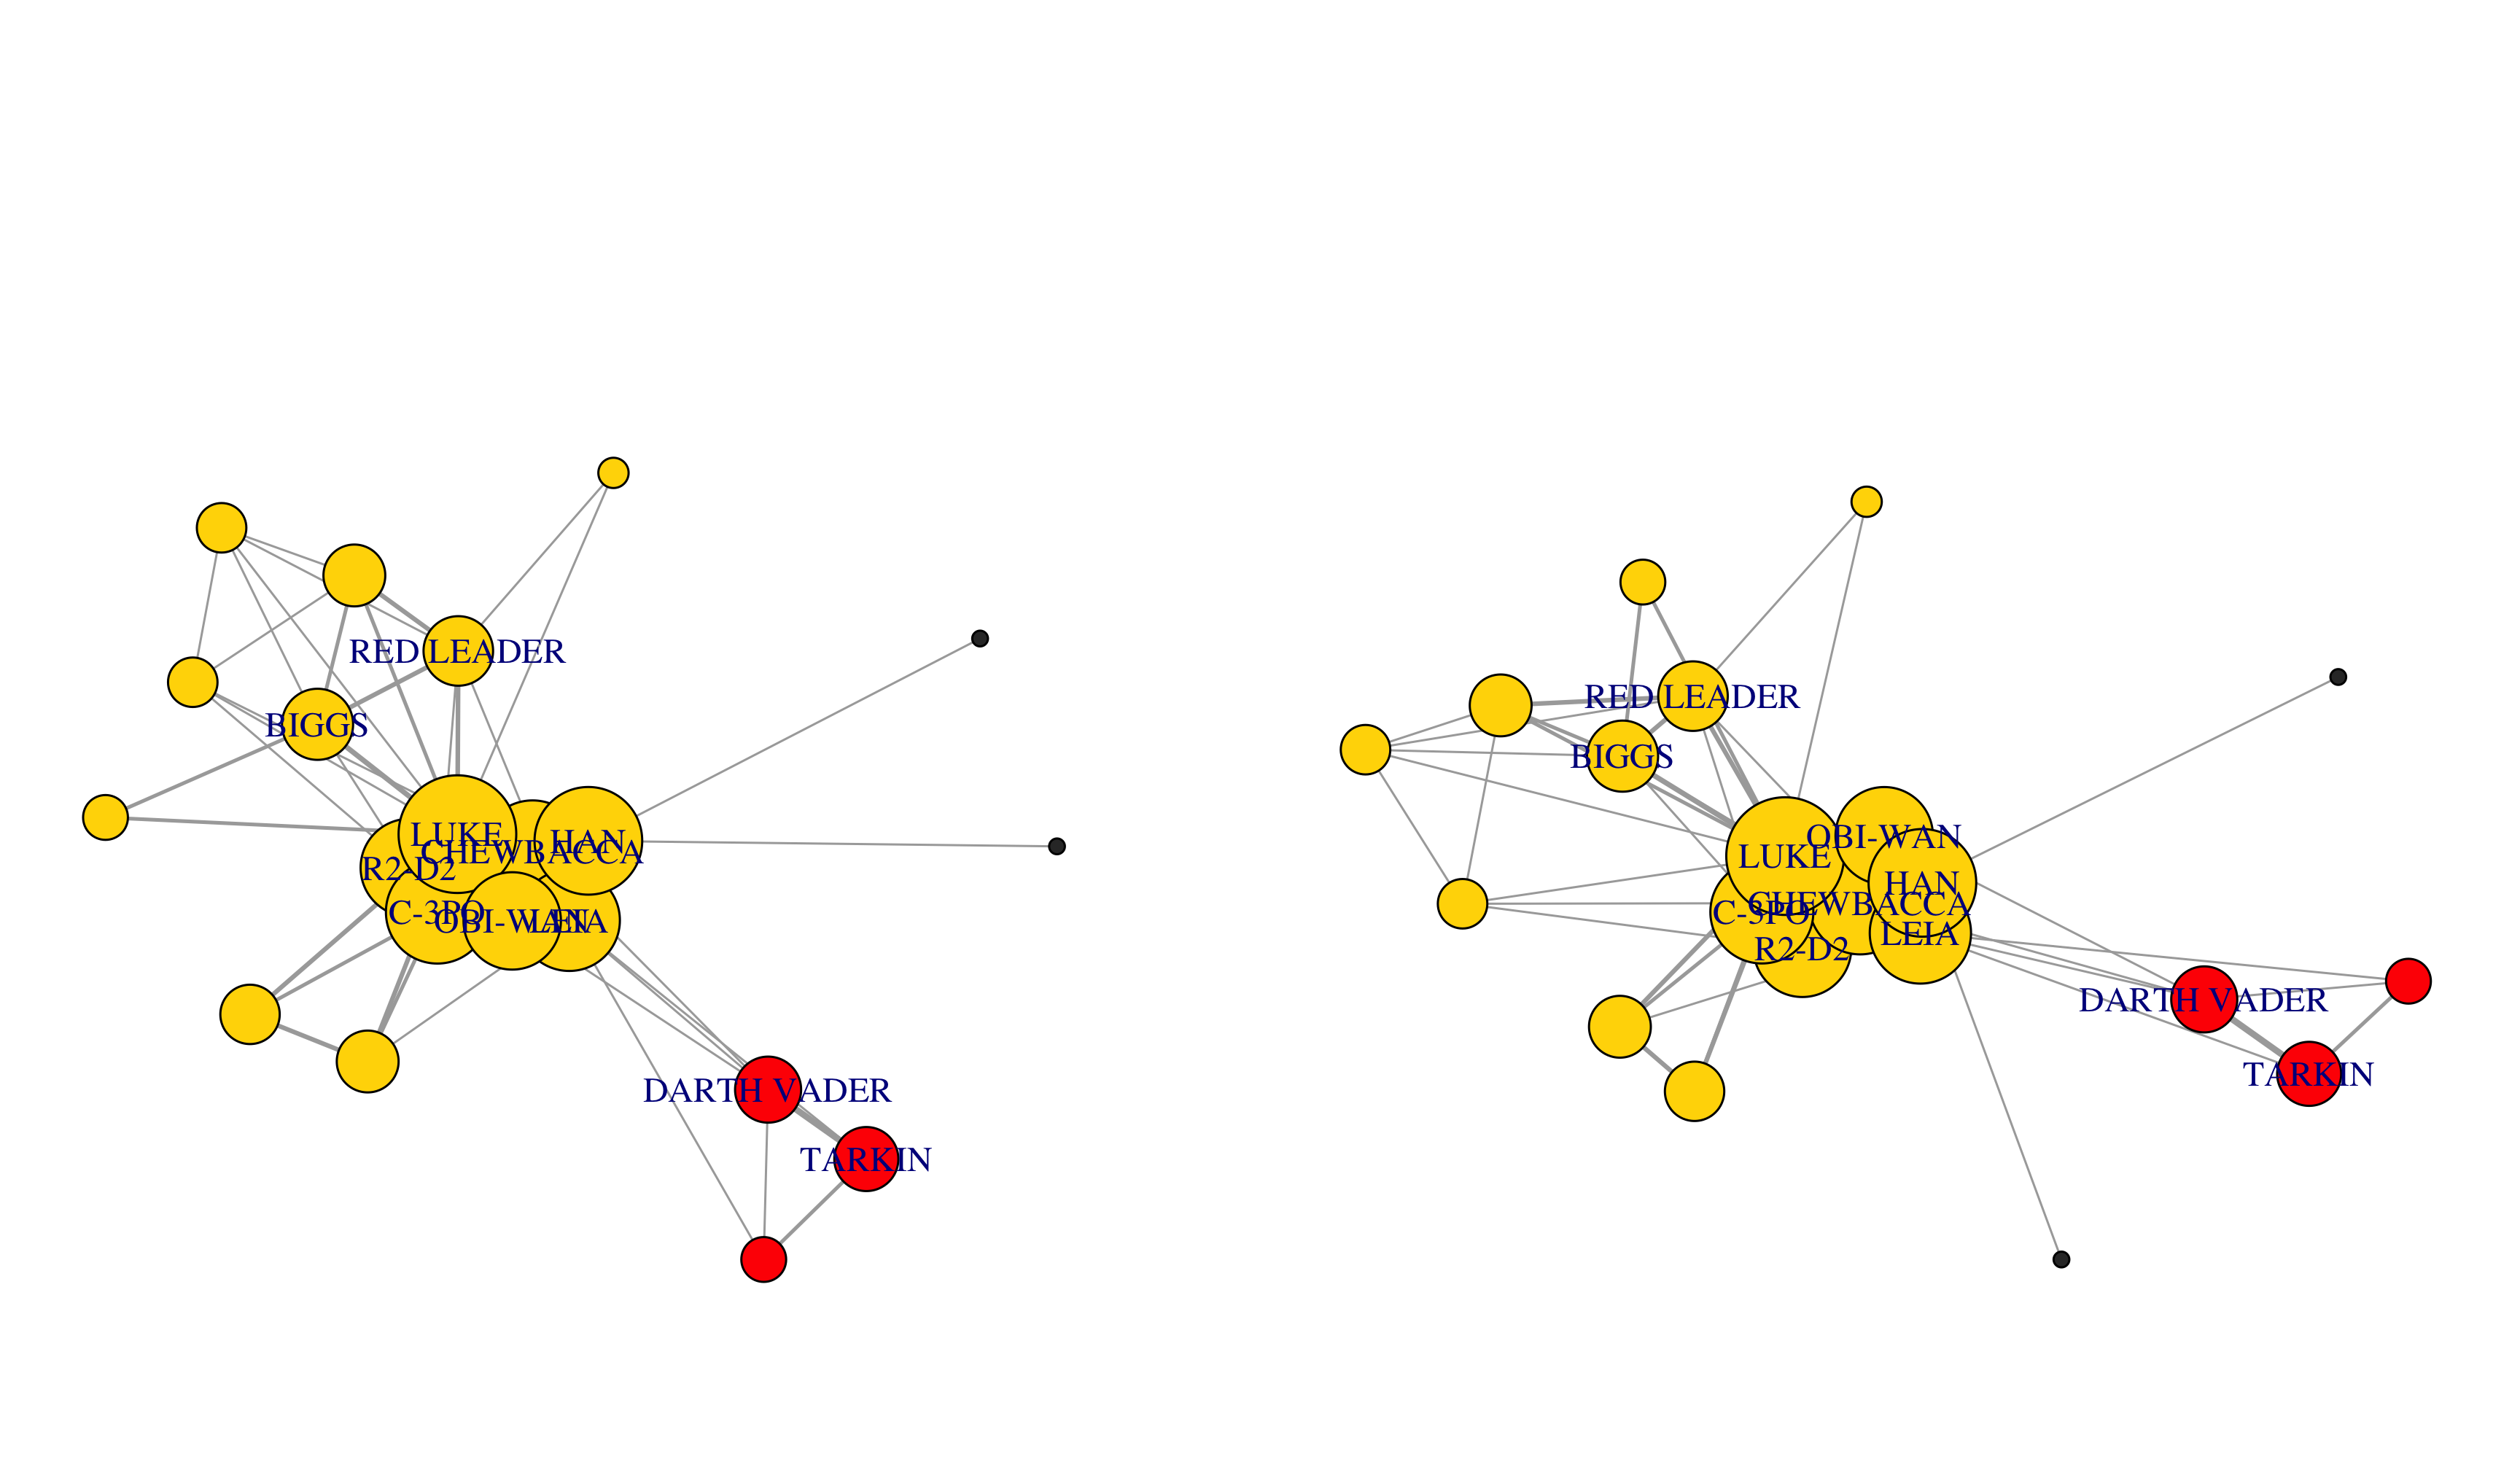 RED LEADER
BIGGS
LUKE
HAN
CHEWBACCA
R2-D2
C-3PO
OBI-WAN
LEIA
DARTH VADER
TARKIN
RED LEADER
BIGGS
OBI-WAN
LUKE
HAN
CHEWBACCA
C-3PO
LEIA
R2-D2
DARTH VADER
TARKIN